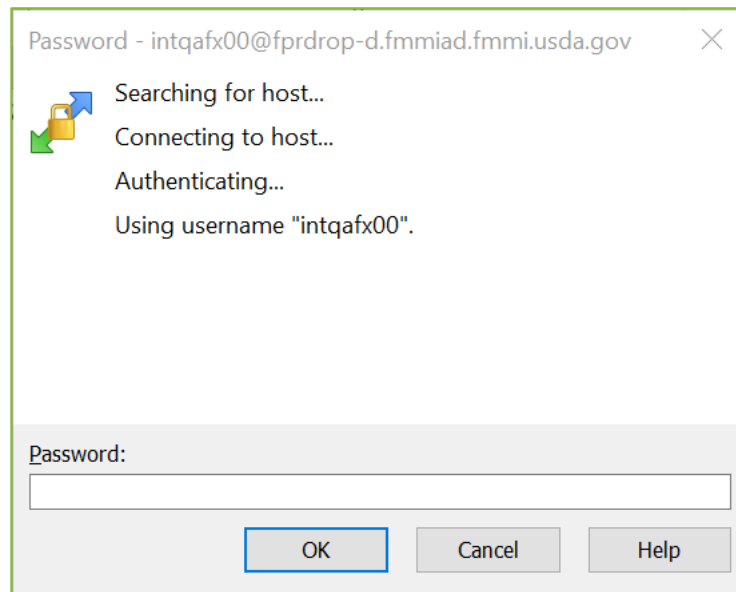 Password - intqafx00@fprdrop-d.fmmiad.fmmi.usda.gov
Searching for host...
Connecting to host...
Authenticating...
Using username "intqafx00".
Password:
OK
Cancel
Help